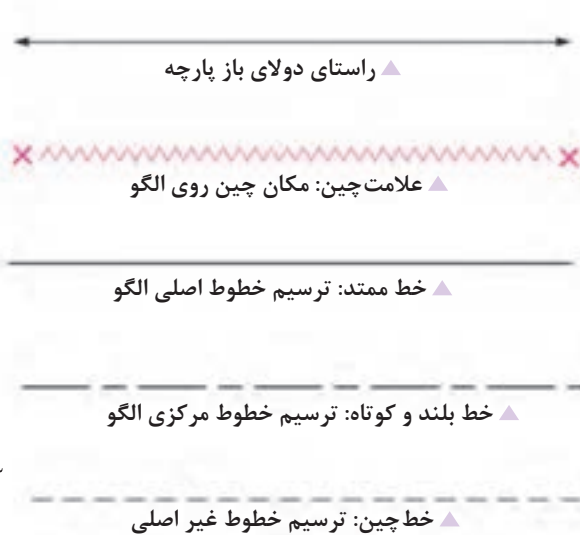 راستای دولای باز پارچه
علامت‌چین: مکان چین روی الگو
خط ممتد: ترسیم خطوط اصلی الگو
خط بلند و کوتاه: ترسیم خطوط مرکزی الگو
خط‌چین: ترسیم خطوط غیر اصلی